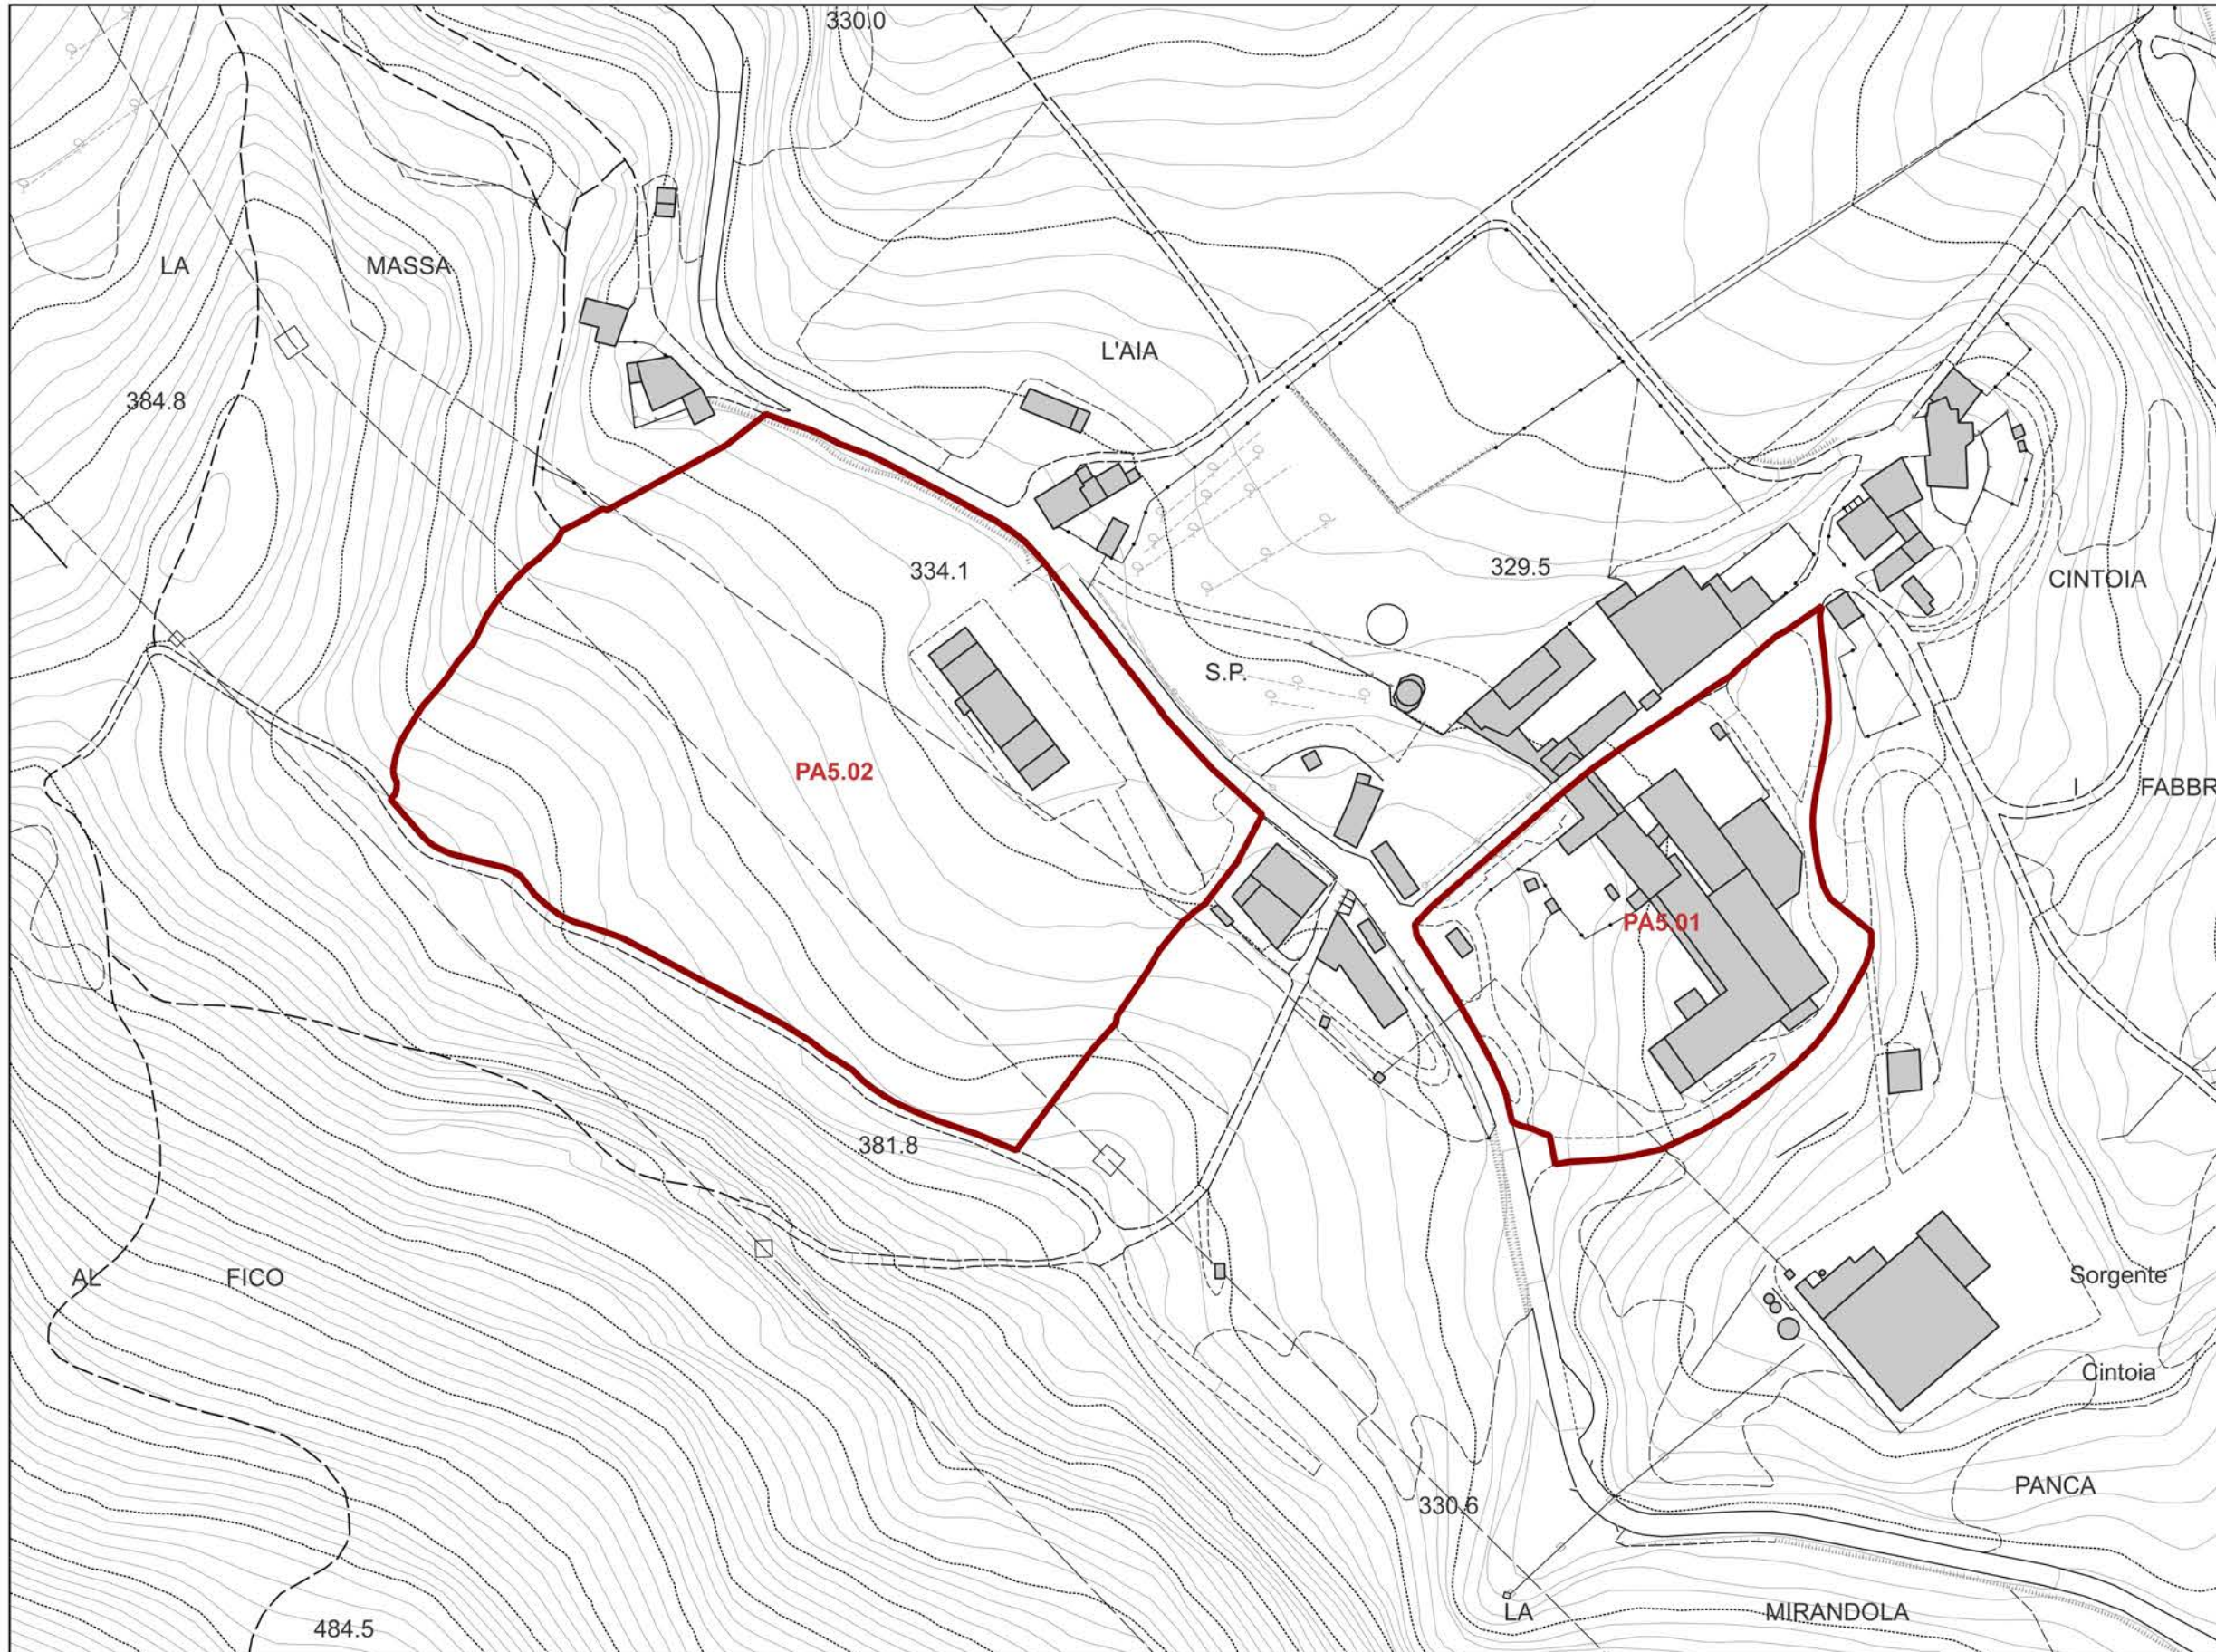 330.0
LA MASSA
L'AIA
384.8
334.1
329.5
CINTOIA
S.P.
PA5.02
I FABBR
PA5.01
381.8
AL FICO
Sorgente
Cintoia
PANCA
330.6
LA MIRANDOLA
484.5